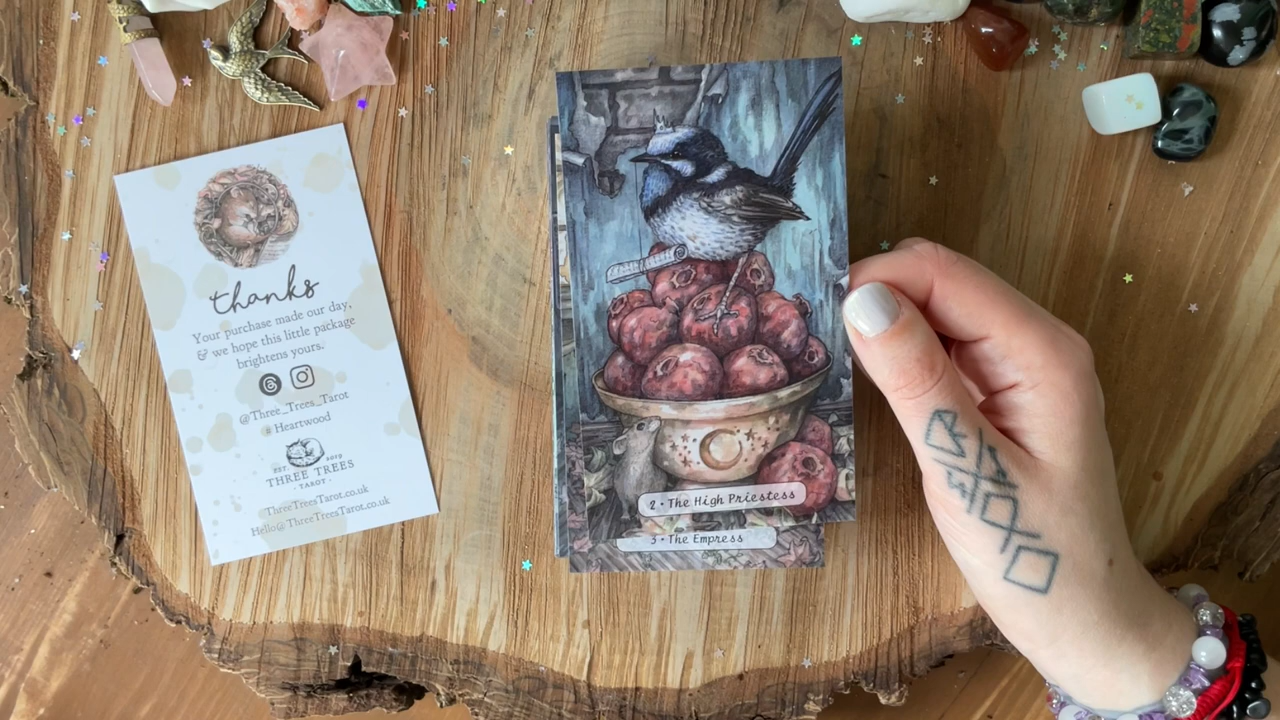 thanks
Your purchase made our day,
& we hope this little package
brightens yours.
@Three_Trees_Tarot
# Heartwood
EST 2019
THREE TREES
· TAROT ·
ThreeTreesTarot.co.uk
Hello@ThreeTreesTarot.co.uk
2 • The High Priestess
3 • The Empress